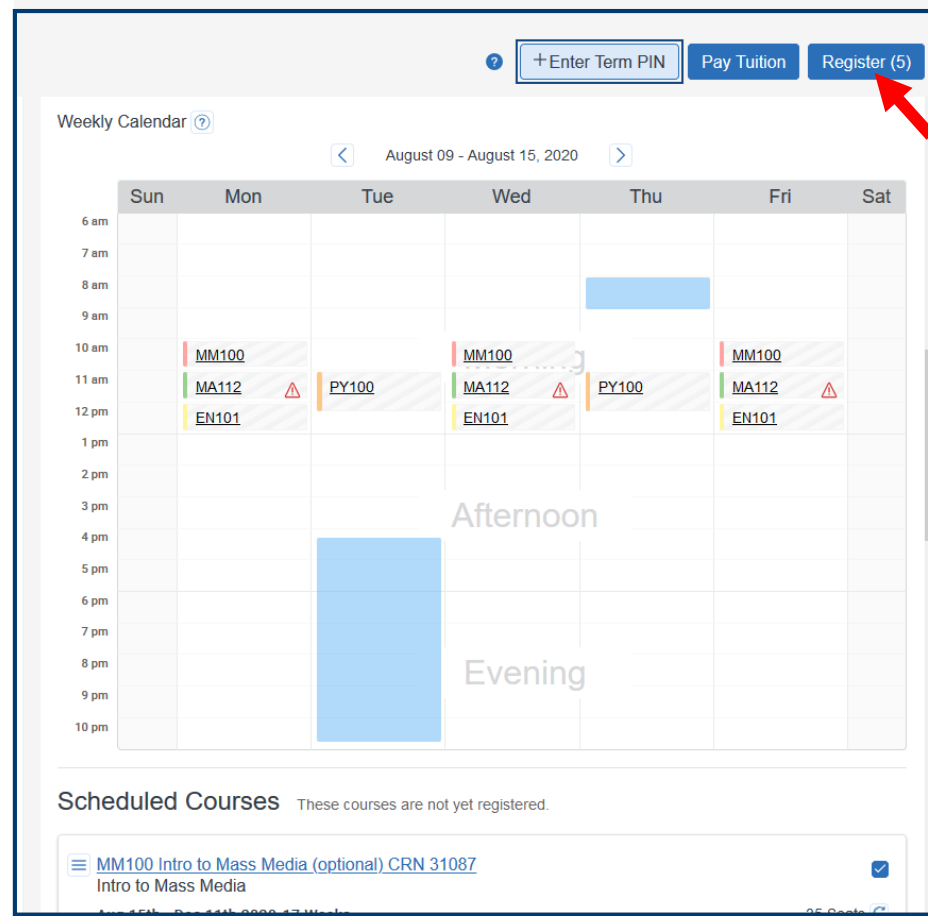 +Enter Term PIN Pay Tuition Register (5)
Weekly Calendar
August 09 - August 15, 2020
Sun Mon Tue Wed Thu Fri Sat
6 am
7 am
8 am
9 am
10 am MM100 MM100 MM100
11 am MA112 PY100 MA112 PY100 MA112
12 pm EN101 EN101 EN101
1 pm
2 pm
3 pm
Afternoon
4 pm
5 pm
6 pm
7 pm
8 pm
Evening
9 pm
10 pm
Scheduled Courses These courses are not yet registered.
MM100 Intro to Mass Media (optional) CRN 31087
Intro to Mass Media